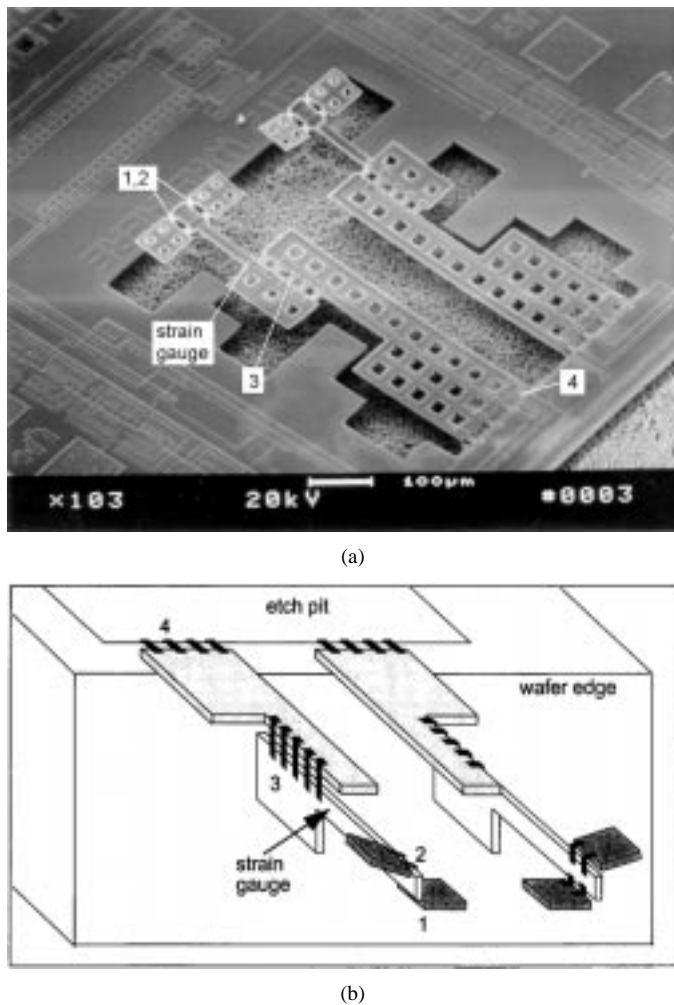 1,2
strain
gauge
3
4
×103 20kV 100μm #0003
(a)
etch pit
4
wafer edge
3
strain
gauge
2
1
(b)